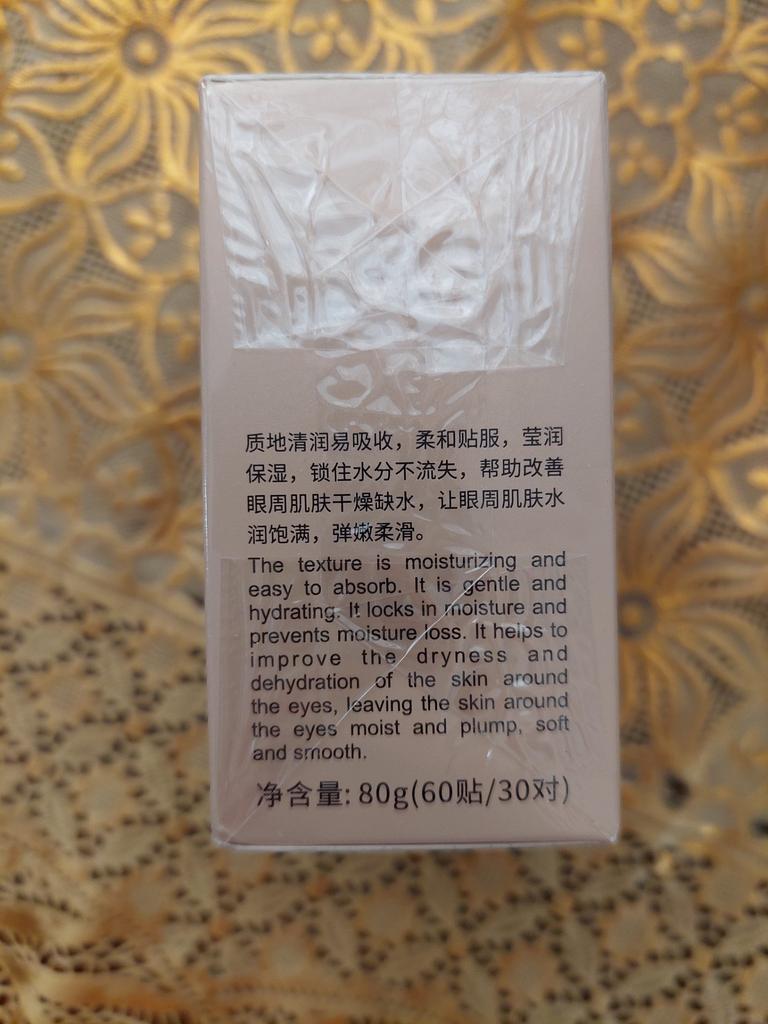 质地清润易吸收，柔和贴服，莹润
保湿，锁住水分不流失，帮助改善
眼周肌肤干燥缺水，让眼周肌肤水
润饱满，弹嫩柔滑。
The texture is moisturizing and
easy to absorb. It is gentle and
hydrating. It locks in moisture and
prevents moisture loss. It helps to
improve the dryness and
dehydration of the skin around
the eyes, leaving the skin around
the eyes moist and plump, soft
and smooth.
净含量: 80g(60贴/30对)